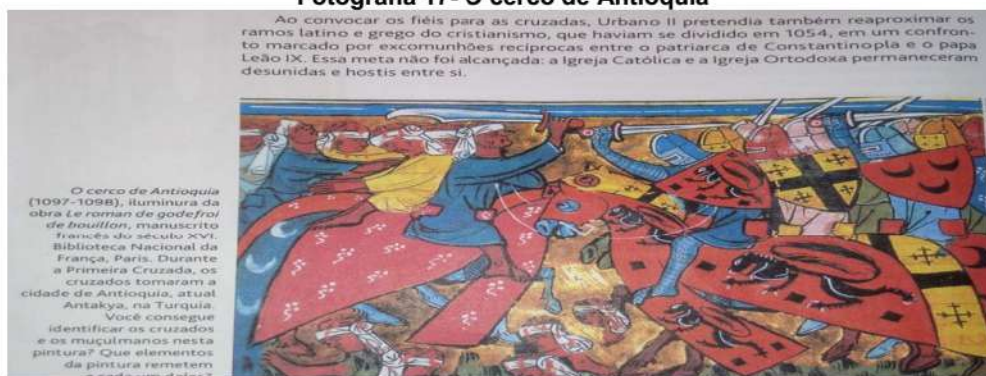 Fotografia 17- O cerco de Antioquia
Ao convocar os fiéis para as cruzadas, Urbano II pretendia também reaproximar os
ramos latino e grego do cristianismo, que haviam se dividido em 1054, em um confron-
to marcado por excomunhões recíprocas entre o patriarca de Constantinopla e o papa
Leão IX. Essa meta não foi alcançada: a Igreja Católica e a Igreja Ortodoxa permaneceram
desunidas e hostis entre si.
O cerco de Antioquia
(1097-1098), iluminura da
obra Le roman de godefroi
de bouillon, manuscrito
francês do século XVI.
Biblioteca Nacional da
França, Paris. Durante
a Primeira Cruzada, os
cruzados tomaram a
cidade de Antioquia, atual
Antakya, na Turquia.
Você consegue
identificar os cruzados
e os muçulmanos nesta
pintura? Que elementos
da pintura remetem
a cada um deles?